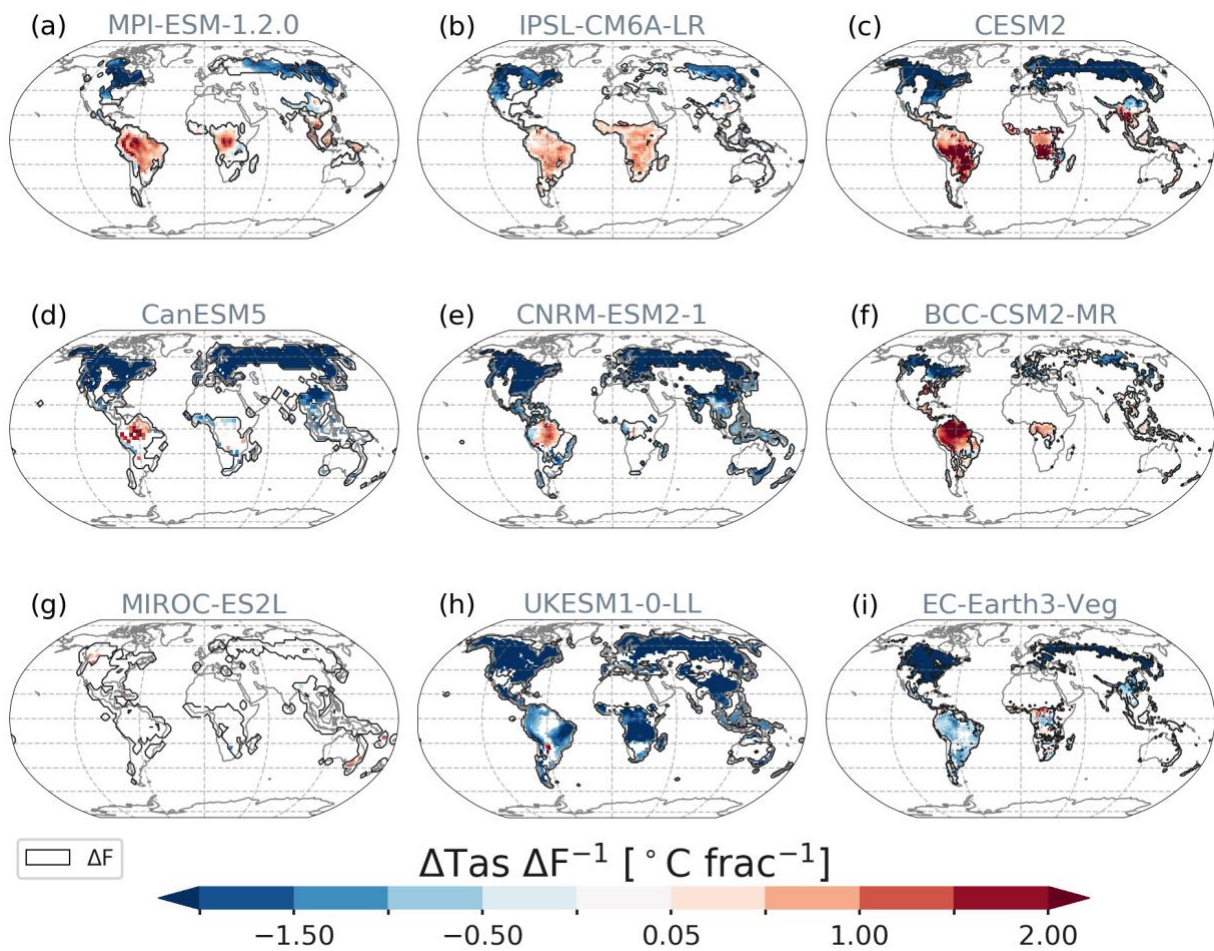 (a) MPI-ESM-1.2.0
(b) IPSL-CM6A-LR
(c) CESM2
(d) CanESM5
(e) CNRM-ESM2-1
(f) BCC-CSM2-MR
(g) MIROC-ES2L
(h) UKESM1-0-LL
(i) EC-Earth3-Veg
ΔF
ΔTas ΔF⁻¹ [°C frac⁻¹]
−1.50 −0.50 0.05 1.00 2.00